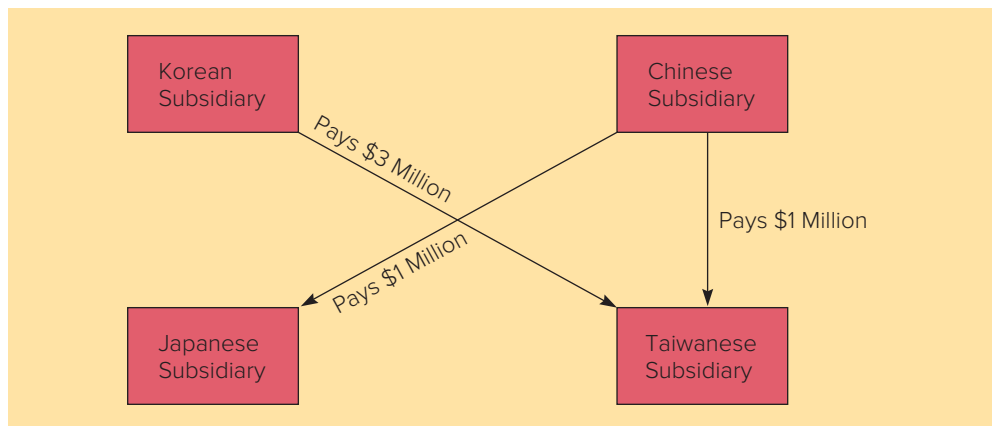 Korean
Subsidiary
Chinese
Subsidiary
Pays $3 Million
Pays $1 Million
Pays $1 Million
Japanese
Subsidiary
Taiwanese
Subsidiary